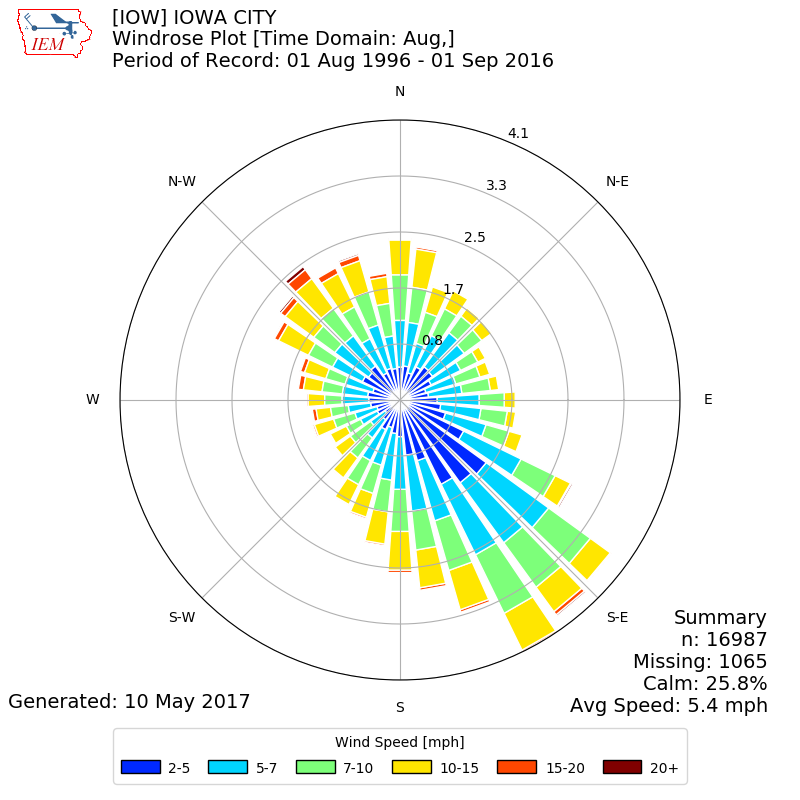 IEM
[IOW] IOWA CITY
Windrose Plot [Time Domain: Aug,]
Period of Record: 01 Aug 1996 - 01 Sep 2016
N
4.1
N-W
3.3
N-E
2.5
1.7
0.8
W
E
S-W
S-E
S
Summary
n: 16987
Missing: 1065
Calm: 25.8%
Avg Speed: 5.4 mph
Generated: 10 May 2017
Wind Speed [mph]
2-5 5-7 7-10 10-15 15-20 20+